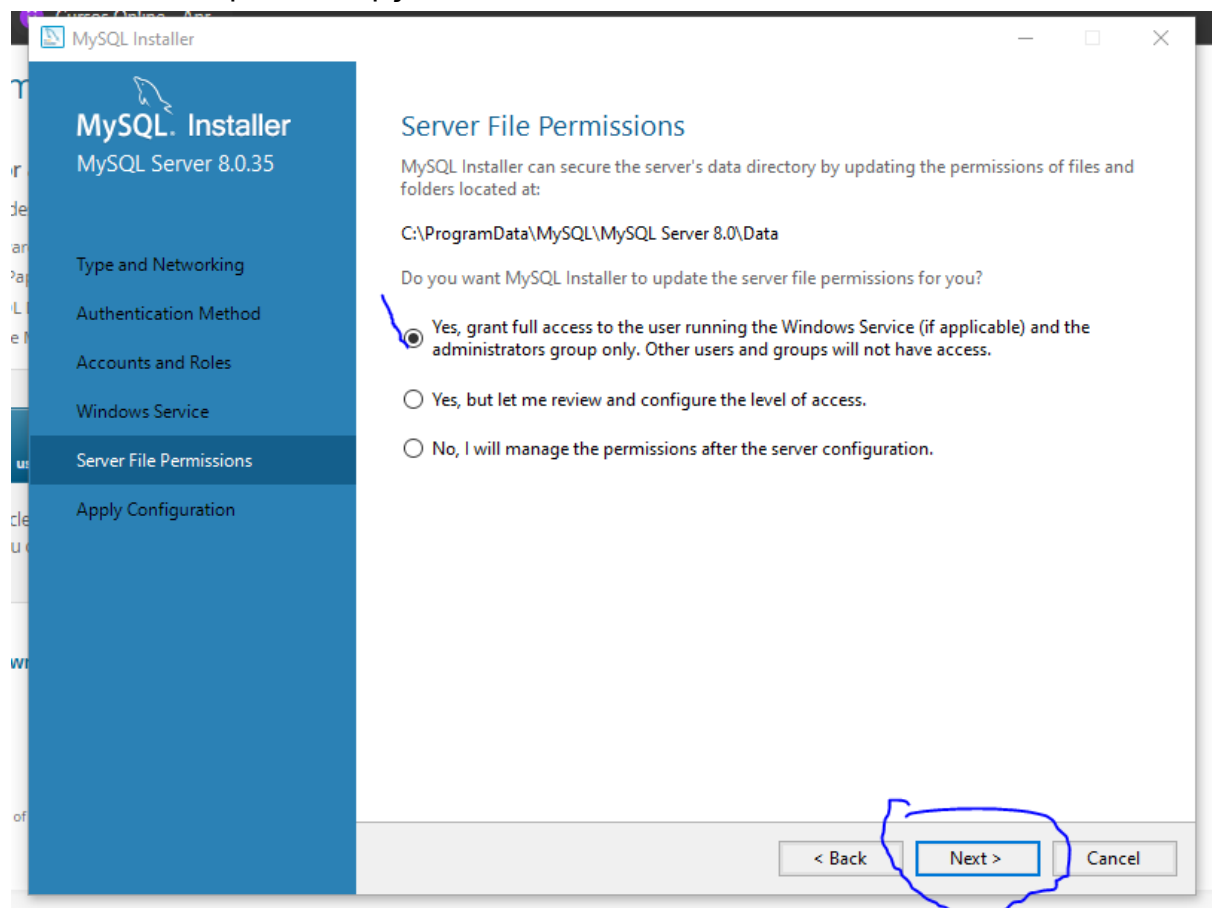 MySQL Installer
MySQL. Installer
MySQL Server 8.0.35
Type and Networking
Authentication Method
Accounts and Roles
Windows Service
Server File Permissions
Apply Configuration
Server File Permissions
MySQL Installer can secure the server's data directory by updating the permissions of files and
folders located at:
C:\ProgramData\MySQL\MySQL Server 8.0\Data
Do you want MySQL Installer to update the server file permissions for you?
Yes, grant full access to the user running the Windows Service (if applicable) and the
administrators group only. Other users and groups will not have access.
Yes, but let me review and configure the level of access.
No, I will manage the permissions after the server configuration.
< Back
Next >
Cancel
of